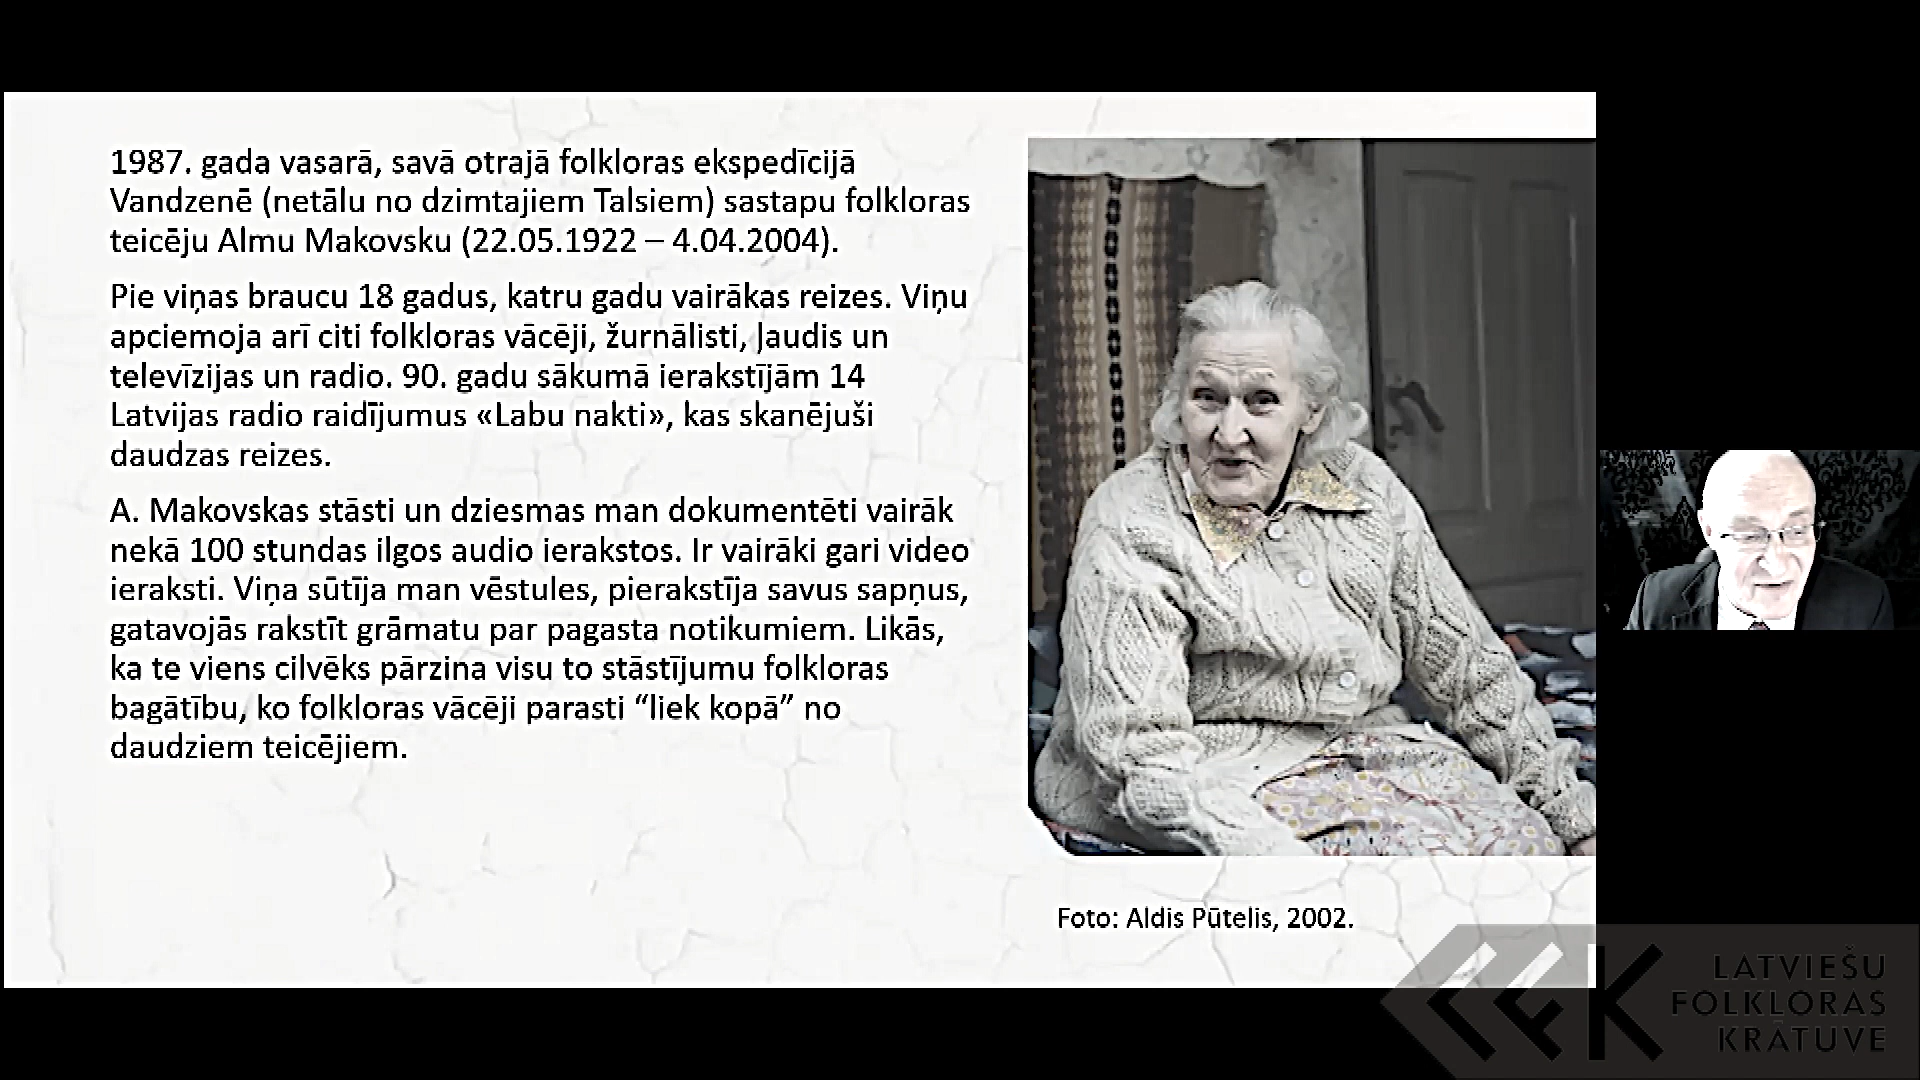 1987. gada vasarā, savā otrajā folkloras ekspedīcijā
Vandzenē (netālu no dzimtajiem Talsiem) sastapu folkloras
teicēju Almu Makovsku (22.05.1922 – 4.04.2004).
Pie viņas braucu 18 gadus, katru gadu vairākas reizes. Viņu
apciemoja arī citi folkloras vācēji, žurnālisti, ļaudis un
televīzijas un radio. 90. gadu sākumā ierakstījām 14
Latvijas radio raidījumus «Labu nakti», kas skanējuši
daudzas reizes.
A. Makovskas stāsti un dziesmas man dokumentēti vairāk
nekā 100 stundas ilgos audio ierakstos. Ir vairāki gari video
ieraksti. Viņa sūtīja man vēstules, pierakstīja savus sapņus,
gatavojās rakstīt grāmatu par pagasta notikumiem. Likās,
ka te viens cilvēks pārzina visu to stāstījumu folkloras
bagātību, ko folkloras vācēji parasti “liek kopā” no
daudziem teicējiem.
Foto: Aldis Pūtelis, 2002.
LATVIEŠU
FOLKLORAS
KRĀTUVE